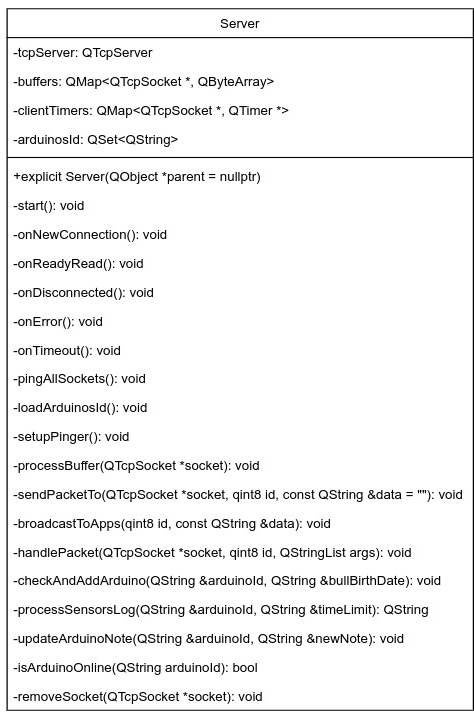 Server
-tcpServer: QTcpServer
-buffers: QMap<QTcpSocket *, QByteArray>
-clientTimers: QMap<QTcpSocket *, QTimer *>
-arduinosId: QSet<QString>
+explicit Server(QObject *parent = nullptr)
-start(): void
-onNewConnection(): void
-onReadyRead(): void
-onDisconnected(): void
-onError(): void
-onTimeout(): void
-pingAllSockets(): void
-loadArduinosId(): void
-setupPinger(): void
-processBuffer(QTcpSocket *socket): void
-sendPacketTo(QTcpSocket *socket, qint8 id, const QString &data = ""): void
-broadcastToApps(qint8 id, const QString &data): void
-handlePacket(QTcpSocket *socket, qint8 id, QStringList args): void
-checkAndAddArduino(QString &arduinoId, QString &bullBirthDate): void
-processSensorsLog(QString &arduinoId, QString &timeLimit): QString
-updateArduinoNote(QString &arduinoId, QString &newNote): void
-isArduinoOnline(QString arduinoId): bool
-removeSocket(QTcpSocket *socket): void